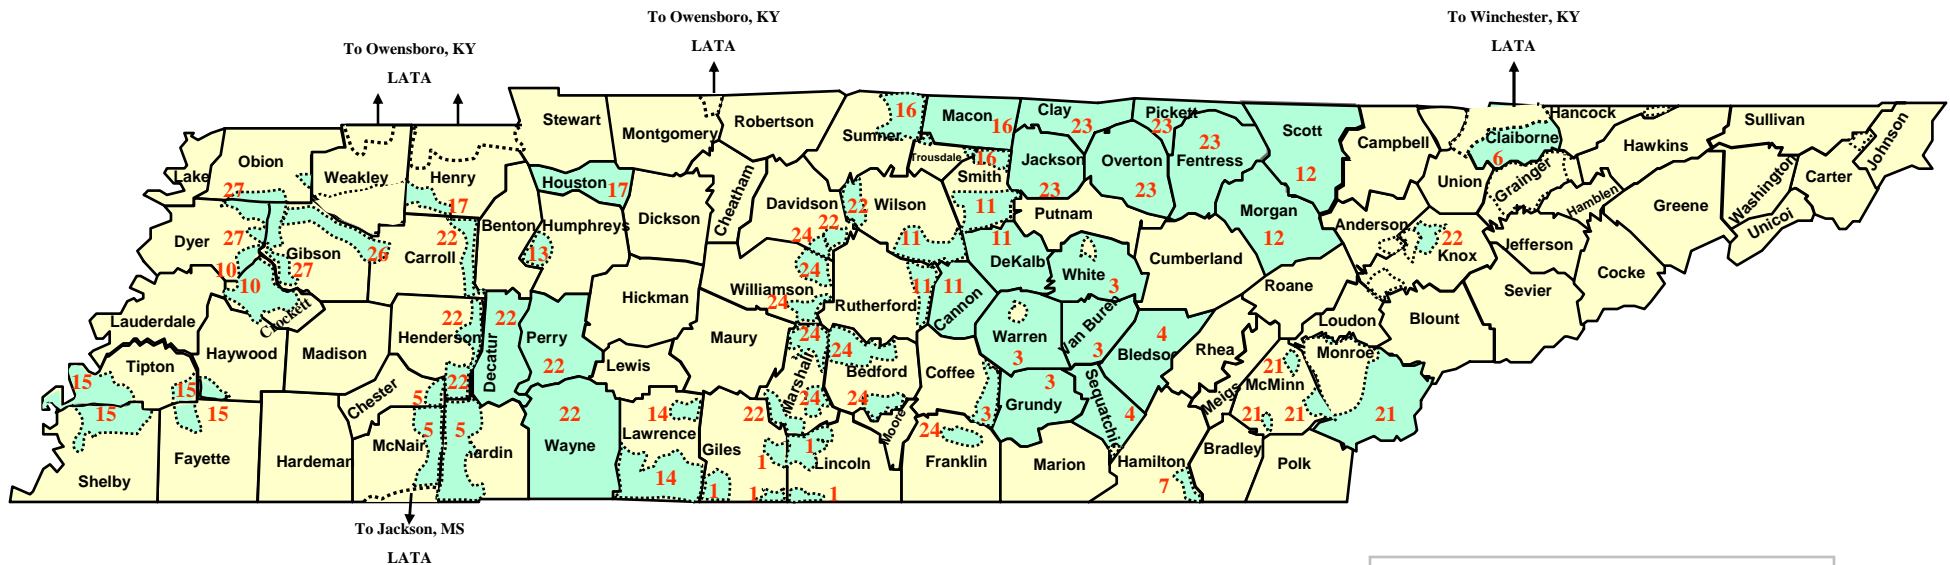 To Owensboro, KY
LATA
To Winchester, KY
LATA
To Owensboro, KY
LATA
Stewart
Montgomery
Robertson
Sumner
16
Macon
16
Clay
23
Pickett
23
23
Fentress
Scott
12
Campbell
Claiborne
6
Hancock
Hawkins
Sullivan
Johnson
Carter
Washington
Unicoi
Greene
Hamblen
Grainger
Union
Lake
Obion
27
Weakley
Henry
17
Houston
17
Trousdale
16
Smith
11
Jackson
23
Overton
23
Dyer
27
10
10
Gibson
27
26
Carroll
22
Benton
Humphreys
13
Dickson
Cheatham
Davidson
22
24
22
Wilson
11
Putnam
11
DeKalb
White
3
Cumberland
Morgan
12
Anderson
22
Knox
Jefferson
Cocke
Sevier
Blount
Loudon
Roane
Lauderdale
Crockett
Haywood
Madison
Henderson
22
22
Decatur
22
Perry
22
Hickman
Williamson
24
24
Rutherford
11
11
Cannon
Warren
3
Van Buren
3
4
Bledsoe
Rhea
Meigs
McMinn
21
21
21
Monroe
21
Tipton
15
15
15
15
Shelby
Fayette
Hardeman
Chester
5
McNair
5
5
ardin
22
Wayne
Lewis
Maury
14
Lawrence
14
Giles
22
1
1
1
Marshall
24
24
24
Bedford
24
1
1
Lincoln
Moore
Coffee
3
24
Franklin
3
Grundy
Marion
Sequatchie
4
Hamilton
7
Bradley
Polk
To Jackson, MS
LATA